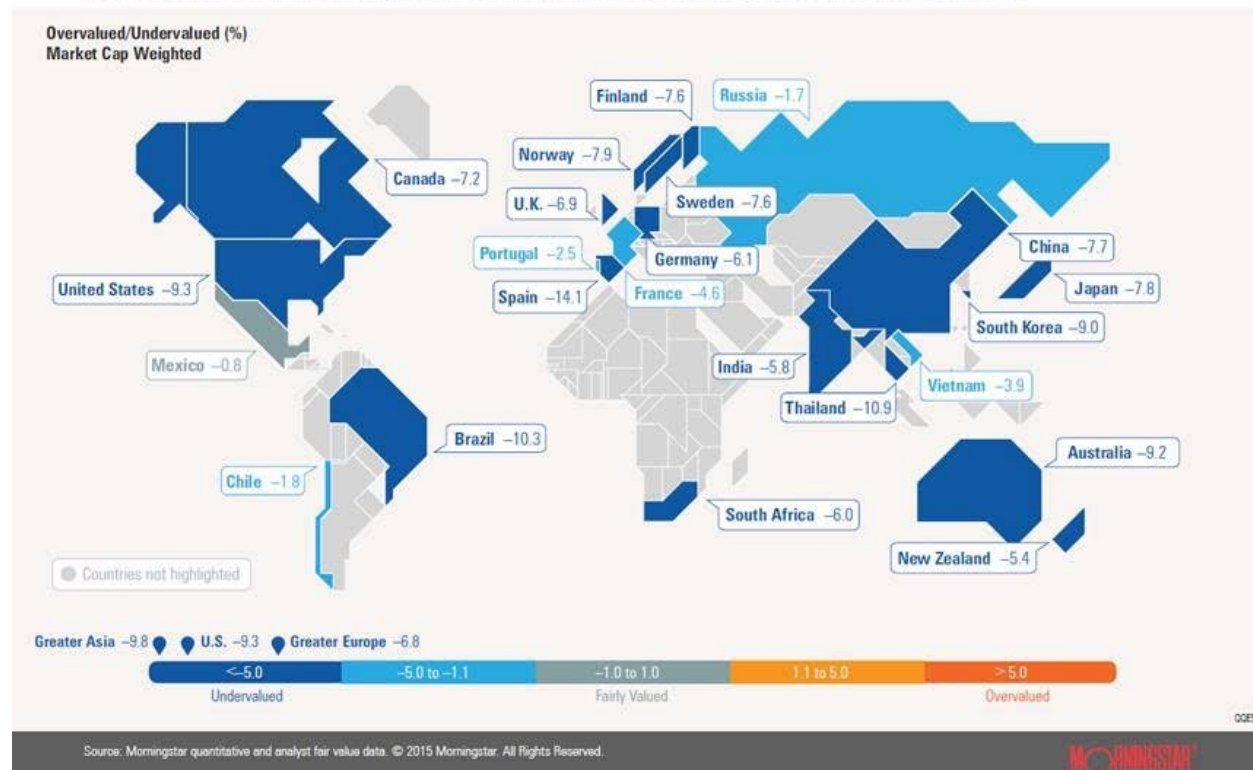 Overvalued/Undervalued (%)
Market Cap Weighted
Finland –7.6
Russia –1.7
Norway –7.9
Canada –7.2
U.K. –6.9
Sweden –7.6
Portugal –2.5
Germany –6.1
China –7.7
United States –9.3
Spain –14.1
France –4.6
Japan –7.8
South Korea –9.0
Mexico –0.8
India –5.8
Vietnam –3.9
Thailand –10.9
Brazil –10.3
Australia –9.2
Chile –1.8
South Africa –6.0
New Zealand –5.4
Countries not highlighted
Greater Asia –9.8 U.S. –9.3 Greater Europe –6.8
<–5.0 –5.0 to –1.1 –1.0 to 1.0 1.1 to 5.0 >5.0
Undervalued Fairly Valued Overvalued
Source: Morningstar quantitative and analyst fair value data. © 2015 Morningstar. All Rights Reserved.
MORNINGSTAR